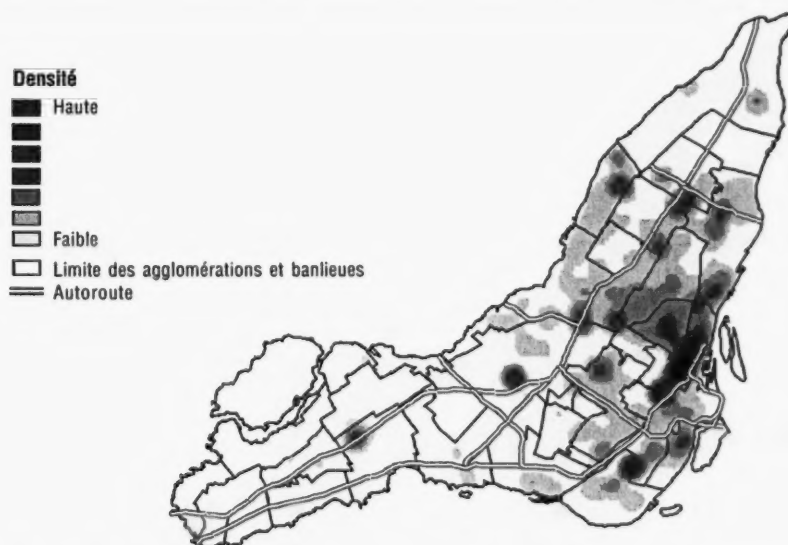 Densité
Haute
Faible
Limite des agglomérations et banlieues
Autoroute